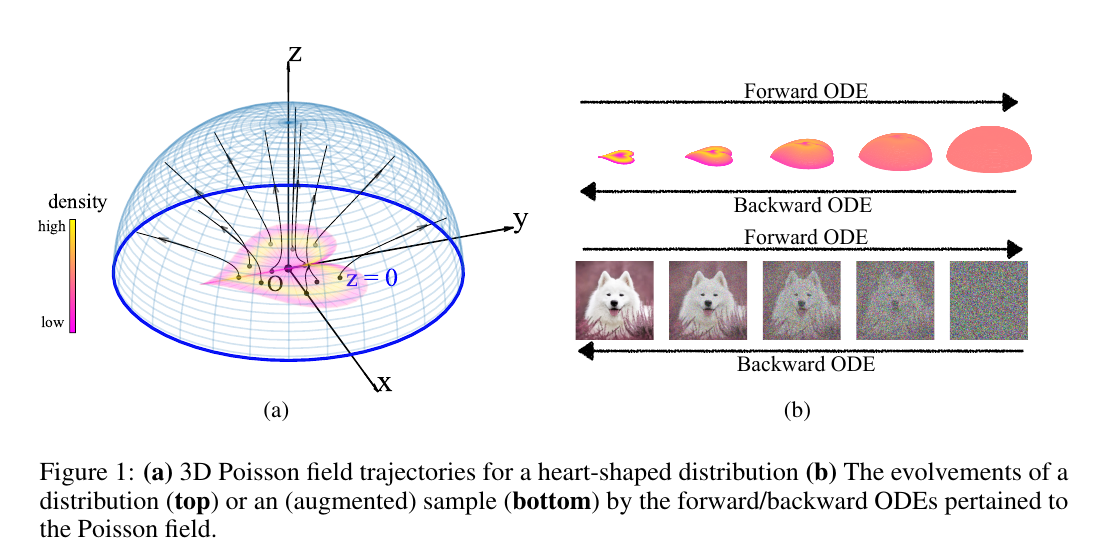 z
y
density
high
low
O
z = 0
x
(a)
Forward ODE
Backward ODE
Forward ODE
Backward ODE
(b)
Figure 1: (a) 3D Poisson field trajectories for a heart-shaped distribution (b) The evolvements of a
distribution (top) or an (augmented) sample (bottom) by the forward/backward ODEs pertained to
the Poisson field.